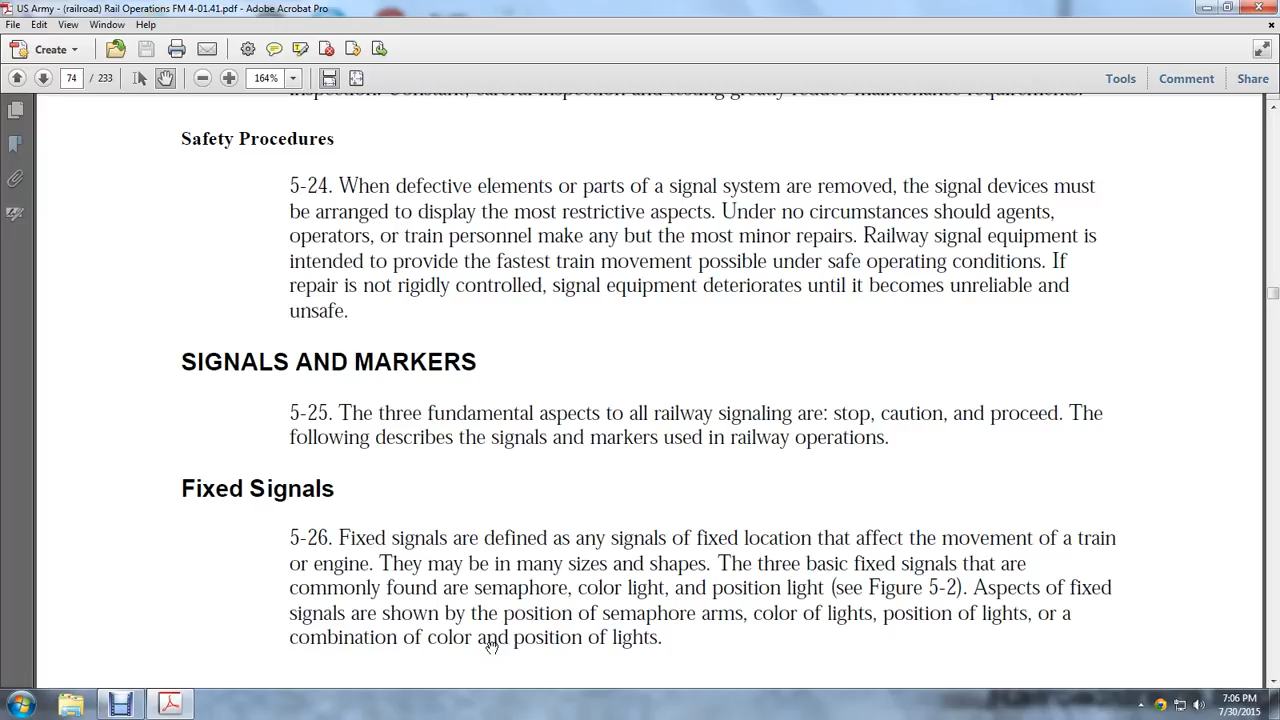 US Army - (railroad) Rail Operations FM 4-01.41.pdf - Adobe Acrobat Pro
File Edit View Window Help
Create
74 / 233 164% Tools Comment Share
inspection. Constant, careful inspection and testing greatly reduce maintenance requirements.
Safety Procedures
5-24. When defective elements or parts of a signal system are removed, the signal devices must
be arranged to display the most restrictive aspects. Under no circumstances should agents,
operators, or train personnel make any but the most minor repairs. Railway signal equipment is
intended to provide the fastest train movement possible under safe operating conditions. If
repair is not rigidly controlled, signal equipment deteriorates until it becomes unreliable and
unsafe.
SIGNALS AND MARKERS
5-25. The three fundamental aspects to all railway signaling are: stop, caution, and proceed. The
following describes the signals and markers used in railway operations.
Fixed Signals
5-26. Fixed signals are defined as any signals of fixed location that affect the movement of a train
or engine. They may be in many sizes and shapes. The three basic fixed signals that are
commonly found are semaphore, color light, and position light (see Figure 5-2). Aspects of fixed
signals are shown by the position of semaphore arms, color of lights, position of lights, or a
combination of color and position of lights.
7:06 PM
7/30/2015